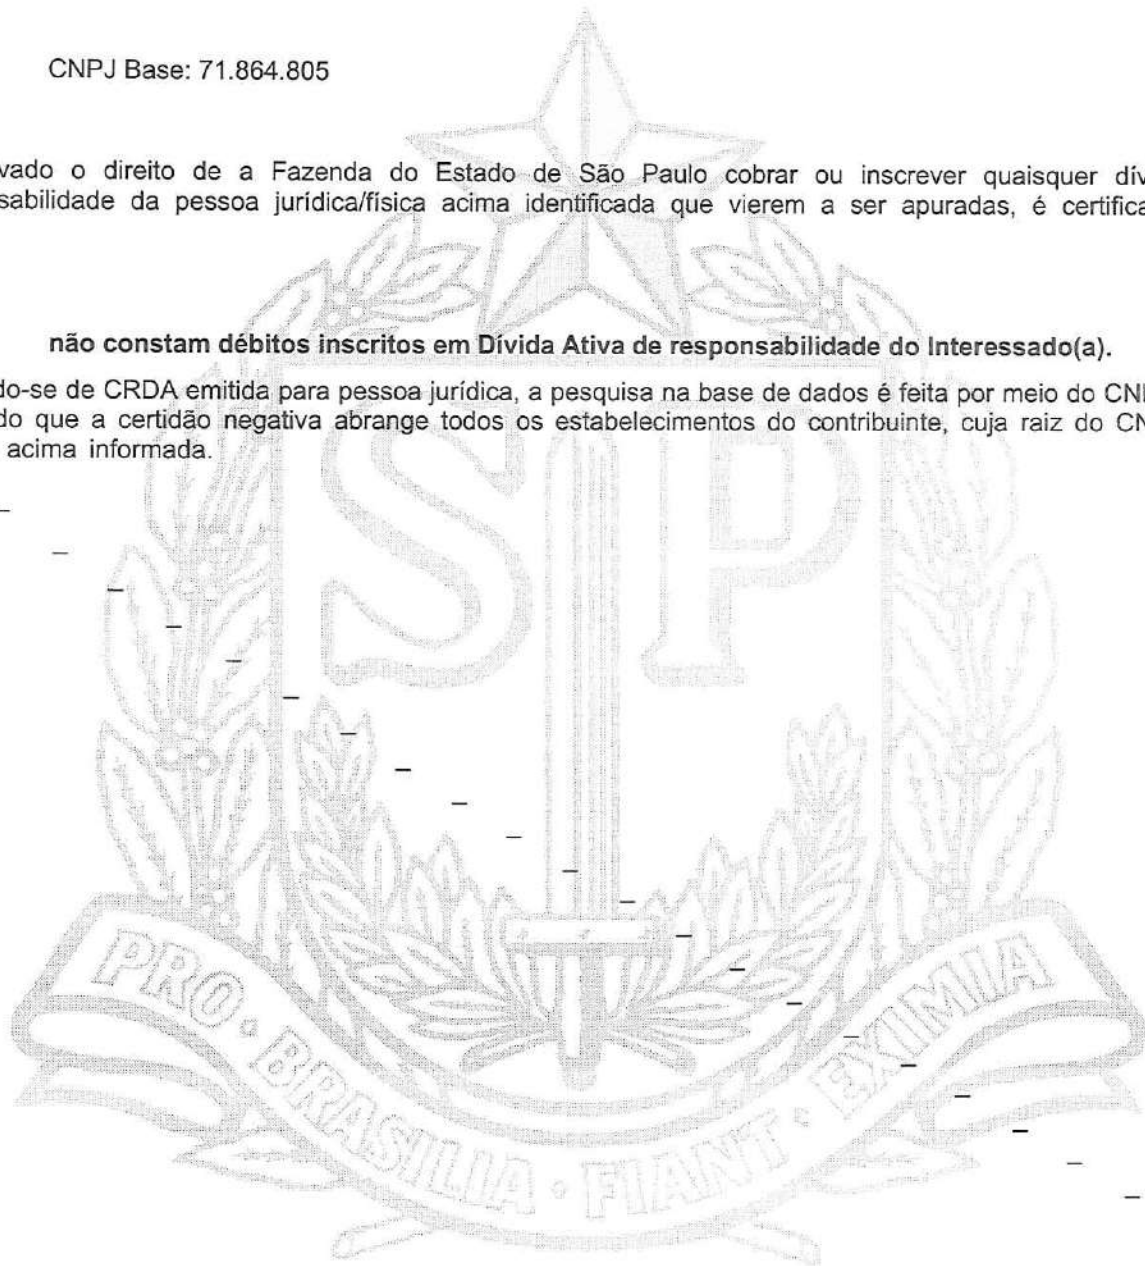 CNPJ Base: 71.864.805
vado o direito de a Fazenda do Estado de São Paulo cobrar ou inscrever quaisquer dív
sabilidade da pessoa jurídica/física acima identificada que vierem a ser apuradas, é certifica
não constam débitos inscritos em Dívida Ativa de responsabilidade do Interessado(a).
do-se de CRDA emitida para pessoa jurídica, a pesquisa na base de dados é feita por meio do CN
do que a certidão negativa abrange todos os estabelecimentos do contribuinte, cuja raiz do CN
acima informada.
SP
PRO · BRASILIA · FIANT · EXIMIA